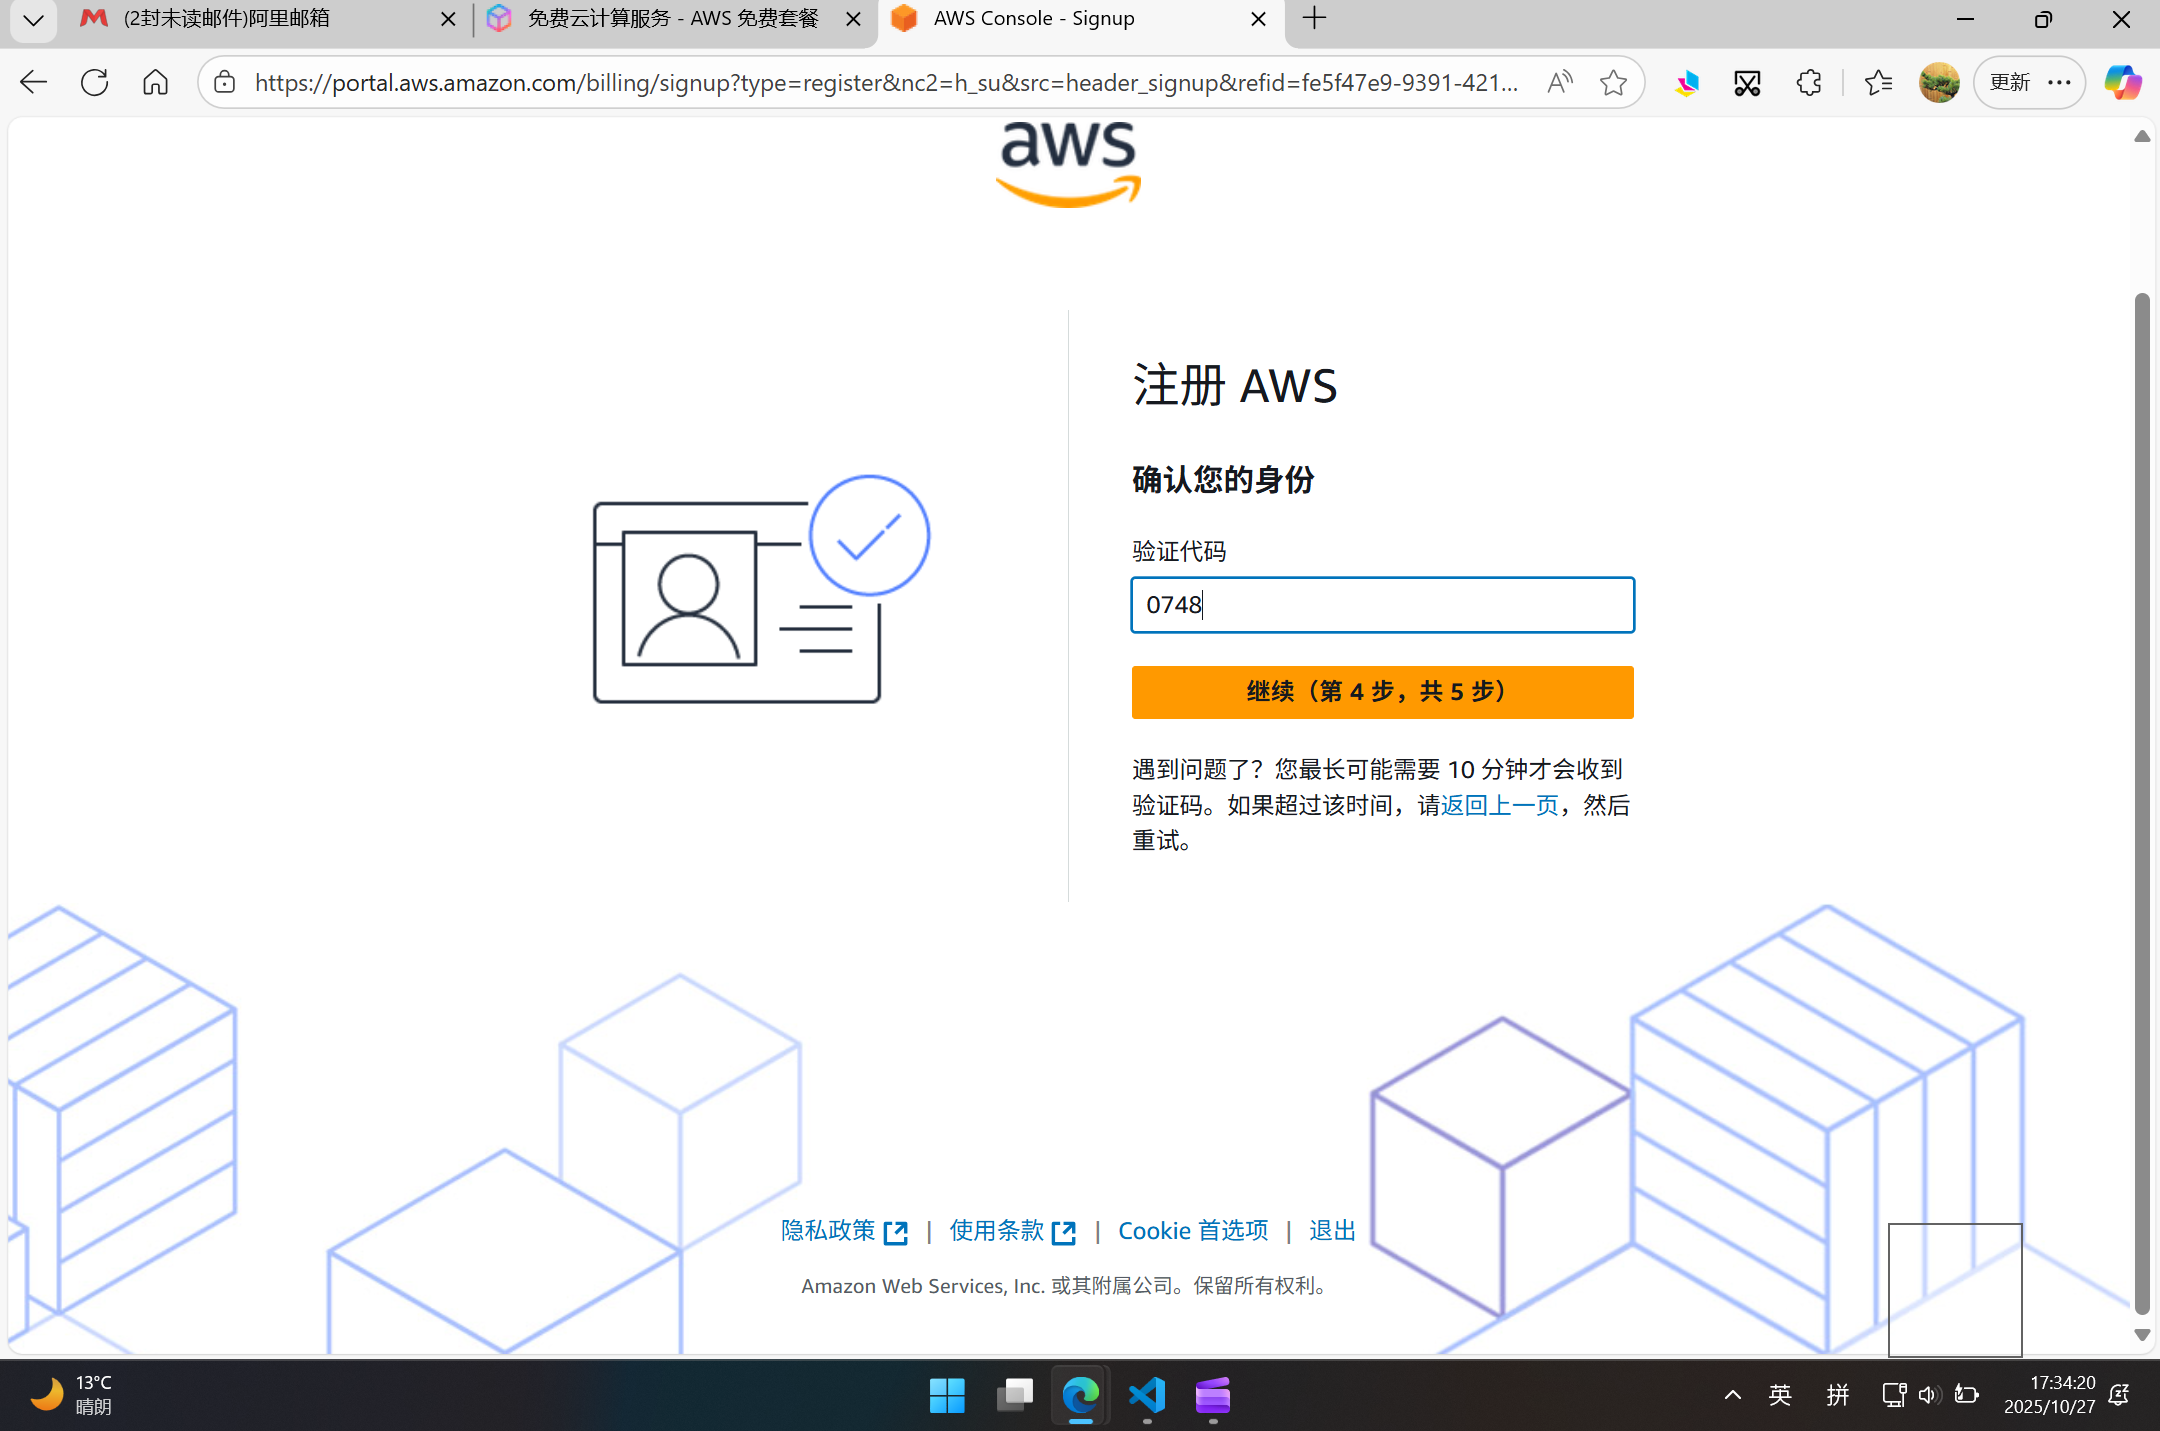 (2封未读邮件)阿里邮箱
免费云计算服务 - AWS 免费套餐
AWS Console - Signup
https://portal.aws.amazon.com/billing/signup?type=register&nc2=h_su&src=header_signup&refid=fe5f47e9-9391-421...
更新
aws
注册 AWS
确认您的身份
验证代码
0748
继续（第 4 步，共 5 步）
遇到问题了？您最长可能需要 10 分钟才会收到
验证码。如果超过该时间，请返回上一页，然后
重试。
隐私政策 | 使用条款 | Cookie 首选项 | 退出
Amazon Web Services, Inc. 或其附属公司。保留所有权利。
13°C
晴朗
英
拼
17:34:20
2025/10/27